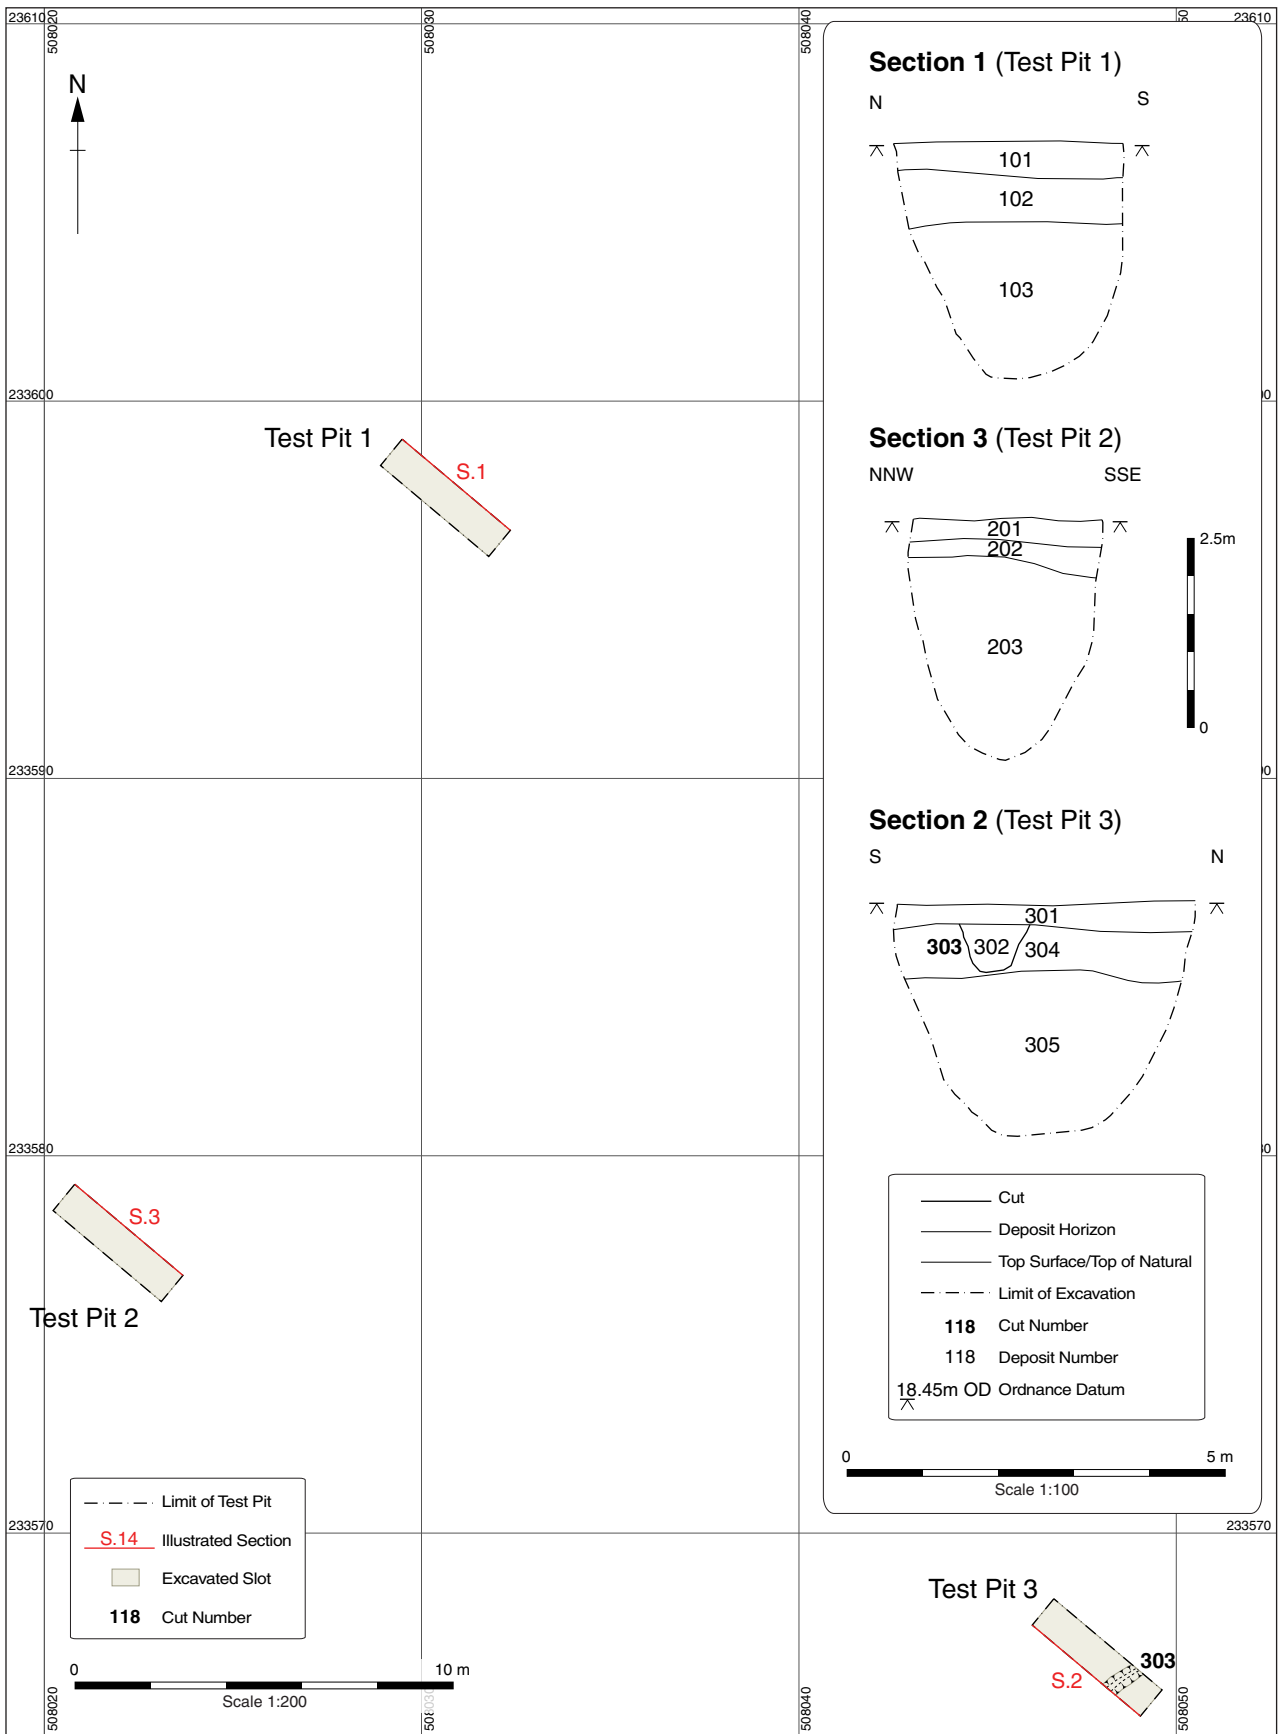 23610
508020
508030
508040
50
23610
N
Section 1 (Test Pit 1)
N
S
101
102
103
233600
00
Test Pit 1
S.1
Section 3 (Test Pit 2)
NNW
SSE
201
202
203
2.5m
0
233590
00
Section 2 (Test Pit 3)
S
N
301
303
302
304
305
233580
30
S.3
Test Pit 2
Cut
Deposit Horizon
Top Surface/Top of Natural
Limit of Excavation
118 Cut Number
118 Deposit Number
18.45m OD Ordnance Datum
0
5 m
Scale 1:100
233570
233570
Limit of Test Pit
S.14 Illustrated Section
Excavated Slot
118 Cut Number
0
10 m
Scale 1:200
Test Pit 3
303
S.2
508020
508030
508040
508050